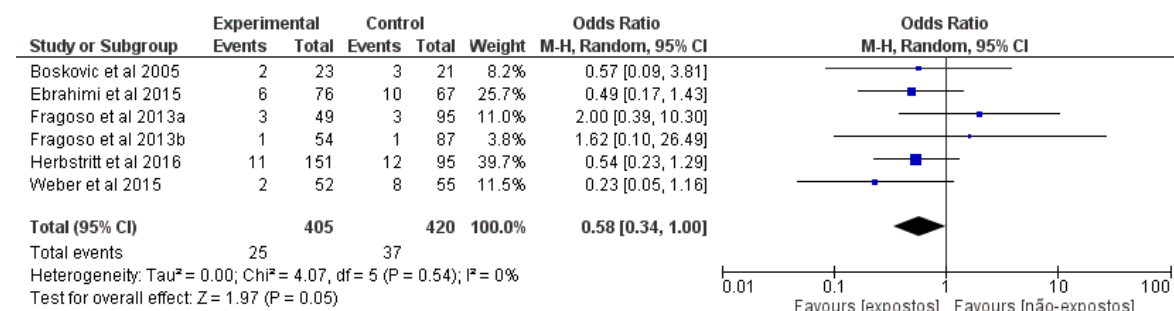 Experimental Control Odds Ratio Odds Ratio
Study or Subgroup Events Total Events Total Weight M-H, Random, 95% CI M-H, Random, 95% CI
Boskovic et al 2005 2 23 3 21 8.2% 0.57 [0.09, 3.81]
Ebrahimi et al 2015 6 76 10 67 25.7% 0.49 [0.17, 1.43]
Fragoso et al 2013a 3 49 3 95 11.0% 2.00 [0.39, 10.30]
Fragoso et al 2013b 1 54 1 87 3.8% 1.62 [0.10, 26.49]
Herbstritt et al 2016 11 151 12 95 39.7% 0.54 [0.23, 1.29]
Weber et al 2015 2 52 8 55 11.5% 0.23 [0.05, 1.16]
Total (95% CI) 405 420 100.0% 0.58 [0.34, 1.00]
Total events 25 37
Heterogeneity: Tau² = 0.00; Chi² = 4.07, df = 5 (P = 0.54); I² = 0%
Test for overall effect: Z = 1.97 (P = 0.05)
0.01 0.1 1 10 100
Favours [expostos] Favours [não-expostos]